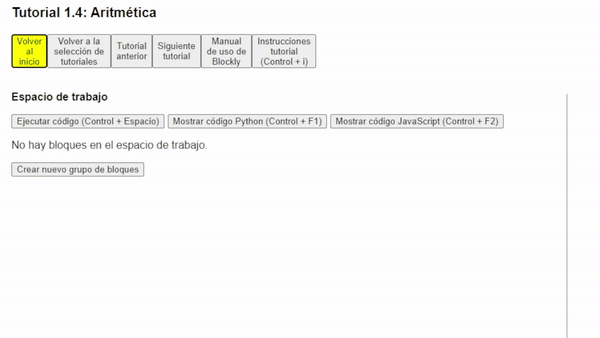 Tutorial 1.4: Aritmética
Volver
al
inicio
Volver a la
selección de
tutoriales
Tutorial
anterior
Siguiente
tutorial
Manual
de uso de
Blockly
Instrucciones
tutorial
(Control + i)
Espacio de trabajo
Ejecutar código (Control + Espacio) Mostrar código Python (Control + F1) Mostrar código JavaScript (Control + F2)
No hay bloques en el espacio de trabajo.
Crear nuevo grupo de bloques